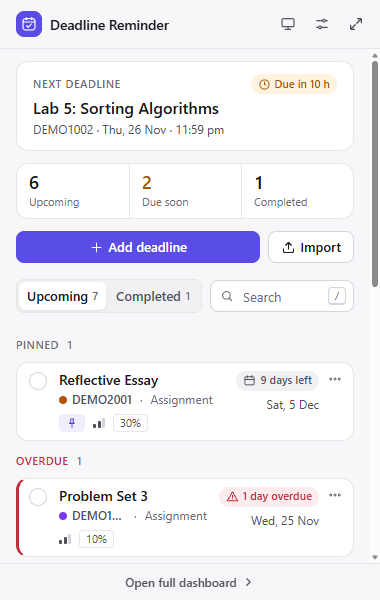 Deadline Reminder
NEXT DEADLINE
Due in 10 h
Lab 5: Sorting Algorithms
DEMO1002 · Thu, 26 Nov · 11:59 pm
6
Upcoming
2
Due soon
1
Completed
+ Add deadline
Import
Upcoming 7
Completed 1
Search
/
PINNED 1
Reflective Essay
9 days left
DEMO2001 · Assignment
Sat, 5 Dec
30%
OVERDUE 1
Problem Set 3
1 day overdue
DEMO1... · Assignment
Wed, 25 Nov
10%
Open full dashboard